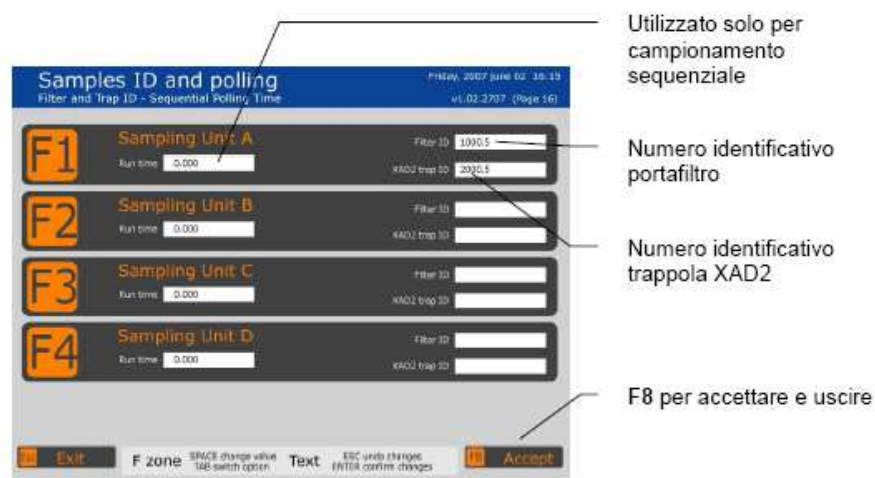 Utilizzato solo per
campionamento
sequenziale
Samples ID and polling
Friday, 2007 June 02 16:19
Filter and Trap ID - Sequential Polling Time
v1.02.2707 (Page 16)
F1
Sampling Unit A
Run time 0.000
Filter ID 1000.5
XAD2 trap ID 2000.5
Numero identificativo
portafiltro
F2
Sampling Unit B
Run time 0.000
Filter ID
XAD2 trap ID
Numero identificativo
trappola XAD2
F3
Sampling Unit C
Run time 0.000
Filter ID
XAD2 trap ID
F4
Sampling Unit D
Run time 0.000
Filter ID
XAD2 trap ID
F8 per accettare e uscire
Exit
F zone
SPACE change value
TAB switch option
Text
ESC undo changes
ENTER confirm changes
F8 Accept